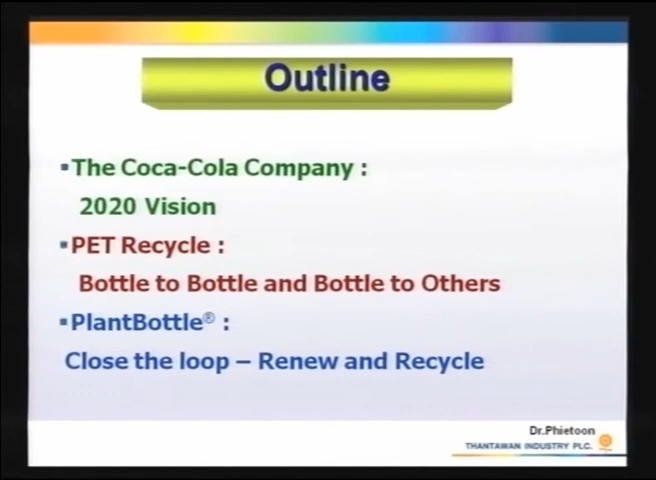 Outline
▪The Coca-Cola Company :
2020 Vision
▪PET Recycle :
Bottle to Bottle and Bottle to Others
▪PlantBottle® :
Close the loop – Renew and Recycle
Dr.Phietoon
THANTAWAN INDUSTRY PLC.